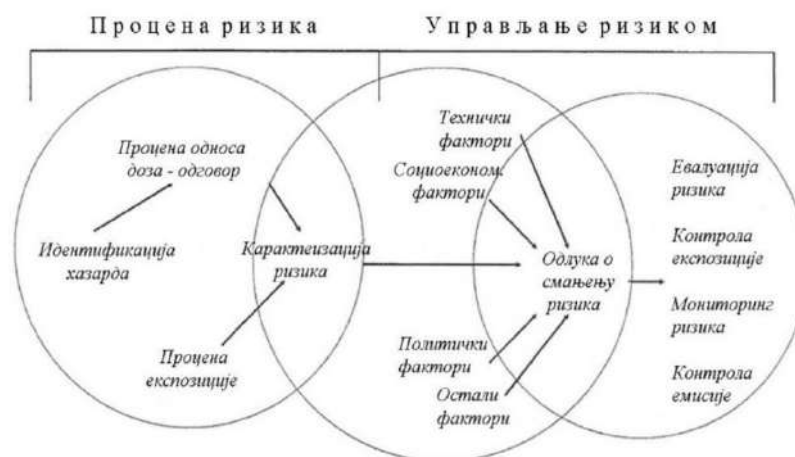 Процена ризика
Управљање ризиком
Процена односа
доза - одговор
Идентификација
хазарда
Карактеизација
ризика
Процена
експозиције
Технички
фактори
Социоеконом.
фактори
Одлука о
смањењу
ризика
Политички
фактори
Остали
фактори
Евалуација
ризика
Контрола
експозиције
Мониторинг
ризика
Контрола
емисије